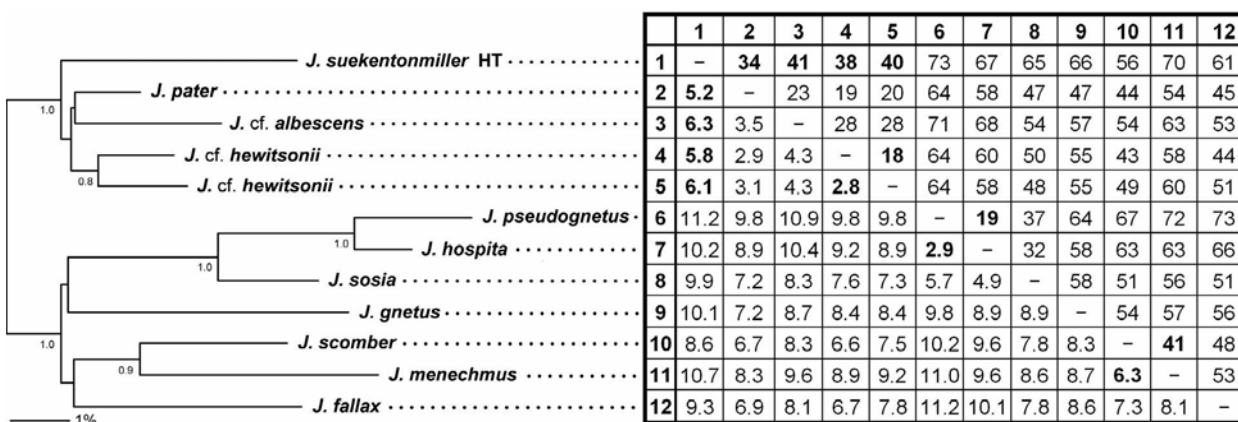 1 2 3 4 5 6 7 8 9 10 11 12
J. suekentonmiller HT 1 – 34 41 38 40 73 67 65 66 56 70 61
1.0
J. pater 2 5.2 – 23 19 20 64 58 47 47 44 54 45
J. cf. albescens 3 6.3 3.5 – 28 28 71 68 54 57 54 63 53
J. cf. hewitsonii 4 5.8 2.9 4.3 – 18 64 60 50 55 43 58 44
0.8
J. cf. hewitsonii 5 6.1 3.1 4.3 2.8 – 64 58 48 55 49 60 51
J. pseudognetus 6 11.2 9.8 10.9 9.8 9.8 – 19 37 64 67 72 73
1.0
J. hospita 7 10.2 8.9 10.4 9.2 8.9 2.9 – 32 58 63 63 66
1.0
J. sosia 8 9.9 7.2 8.3 7.6 7.3 5.7 4.9 – 58 51 56 51
J. gnetus 9 10.1 7.2 8.7 8.4 8.4 9.8 8.9 8.9 – 54 57 56
1.0
J. scomber 10 8.6 6.7 8.3 6.6 7.5 10.2 9.6 7.8 8.3 – 41 48
0.9
J. menechmus 11 10.7 8.3 9.6 8.9 9.2 11.0 9.6 8.6 8.7 6.3 – 53
J. fallax 12 9.3 6.9 8.1 6.7 7.8 11.2 10.1 7.8 8.6 7.3 8.1 –
1%